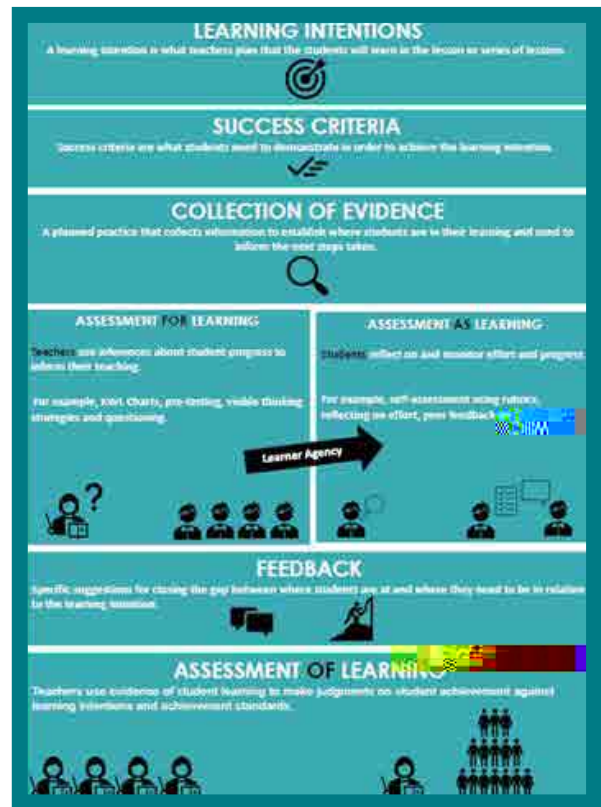 LEARNING INTENTIONS
A learning intention is what teachers plan that the students will learn in the lesson or series of lessons.
SUCCESS CRITERIA
Success criteria are what students need to demonstrate in order to achieve the learning intention.
COLLECTION OF EVIDENCE
A planned practice that collects information to establish where students are in their learning and used to
inform the next steps taken.
ASSESSMENT FOR LEARNING
Teachers use inferences about student progress to
inform their teaching.
For example, KWL Charts, pre-testing, visible thinking
strategies and questioning.
ASSESSMENT AS LEARNING
Students reflect on and monitor effort and progress
For example, self-assessment using rubrics,
reflecting on effort, peer feedback
Learner Agency
FEEDBACK
Specific suggestions for closing the gap between where students are at and where they need to be in relation
to the learning intention.
ASSESSMENT OF LEARNING
Teachers use evidence of student learning to make judgments on student achievement against
learning intentions and achievement standards.